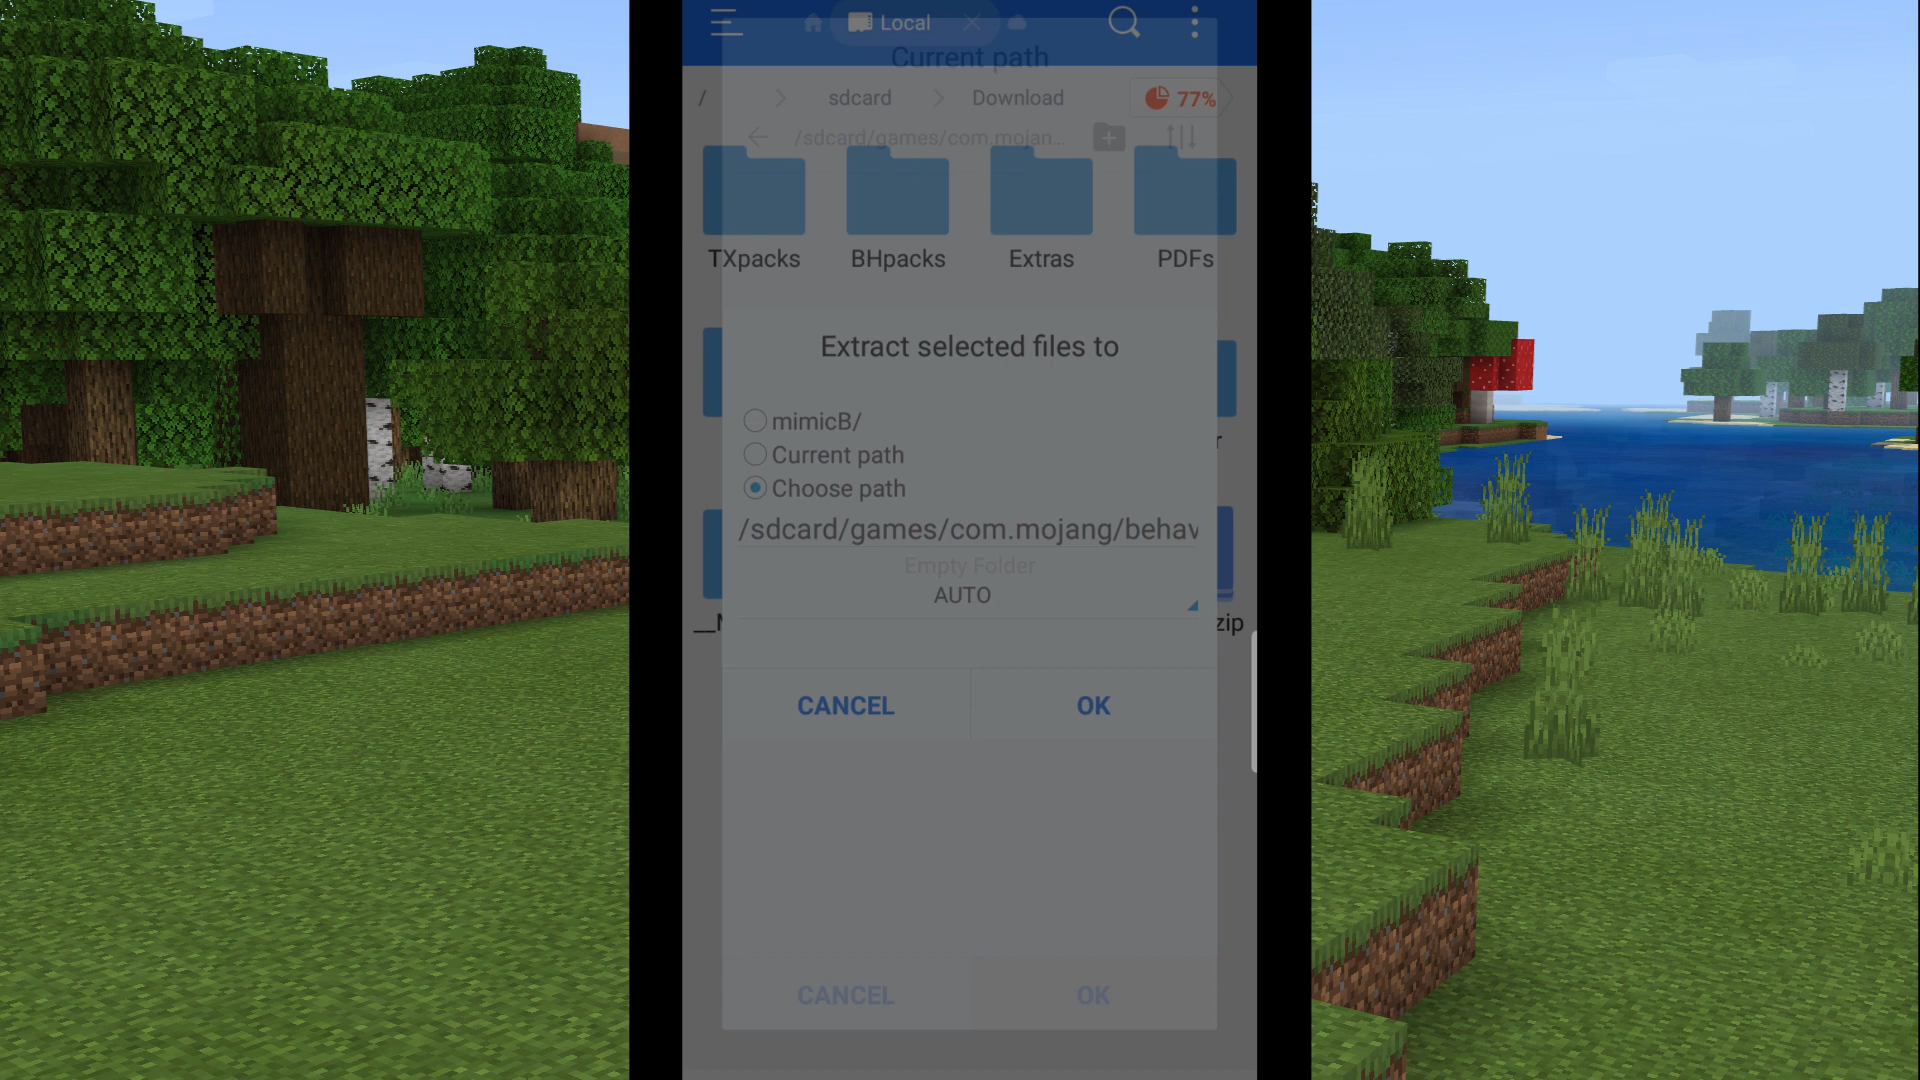 Local
Current path
/ sdcard Download 77%
/sdcard/games/com.mojan...
TXpacks BHpacks Extras PDFs
Extract selected files to
mimicB/
Current path
Choose path
/sdcard/games/com.mojang/behav
Empty Folder
AUTO
zip
CANCEL OK
CANCEL OK